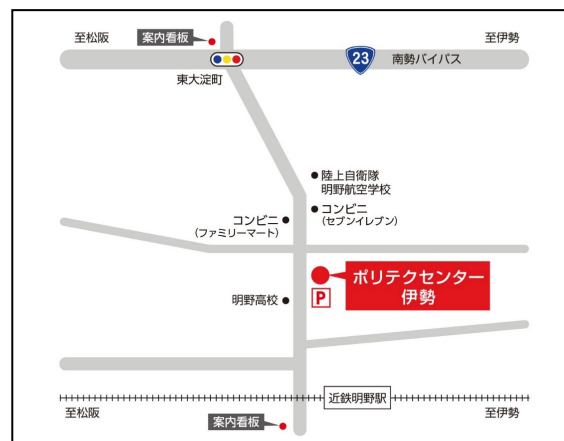 至松阪
案内看板
至伊勢
23
南勢バイパス
東大淀町
陸上自衛隊
明野航空学校
コンビニ
(ファミリーマート)
コンビニ
(セブンイレブン)
ポリテクセンター
伊勢
P
明野高校
近鉄明野駅
至松阪
案内看板
至伊勢